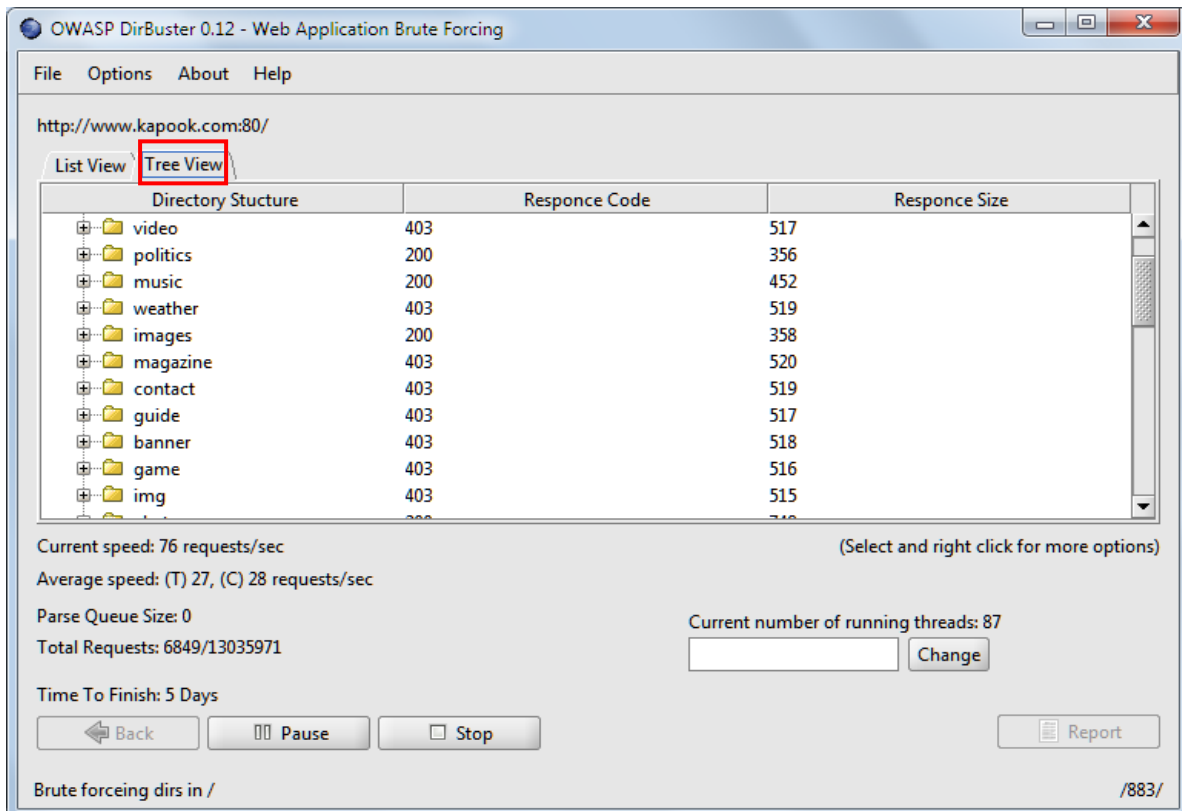 OWASP DirBuster 0.12 - Web Application Brute Forcing
File Options About Help
http://www.kapook.com:80/
List View Tree View
Directory Stucture Responce Code Responce Size
video 403 517
politics 200 356
music 200 452
weather 403 519
images 200 358
magazine 403 520
contact 403 519
guide 403 517
banner 403 518
game 403 516
img 403 515
Current speed: 76 requests/sec (Select and right click for more options)
Average speed: (T) 27, (C) 28 requests/sec
Parse Queue Size: 0
Current number of running threads: 87
Total Requests: 6849/13035971
Change
Time To Finish: 5 Days
Back Pause Stop Report
Brute forceing dirs in / /883/